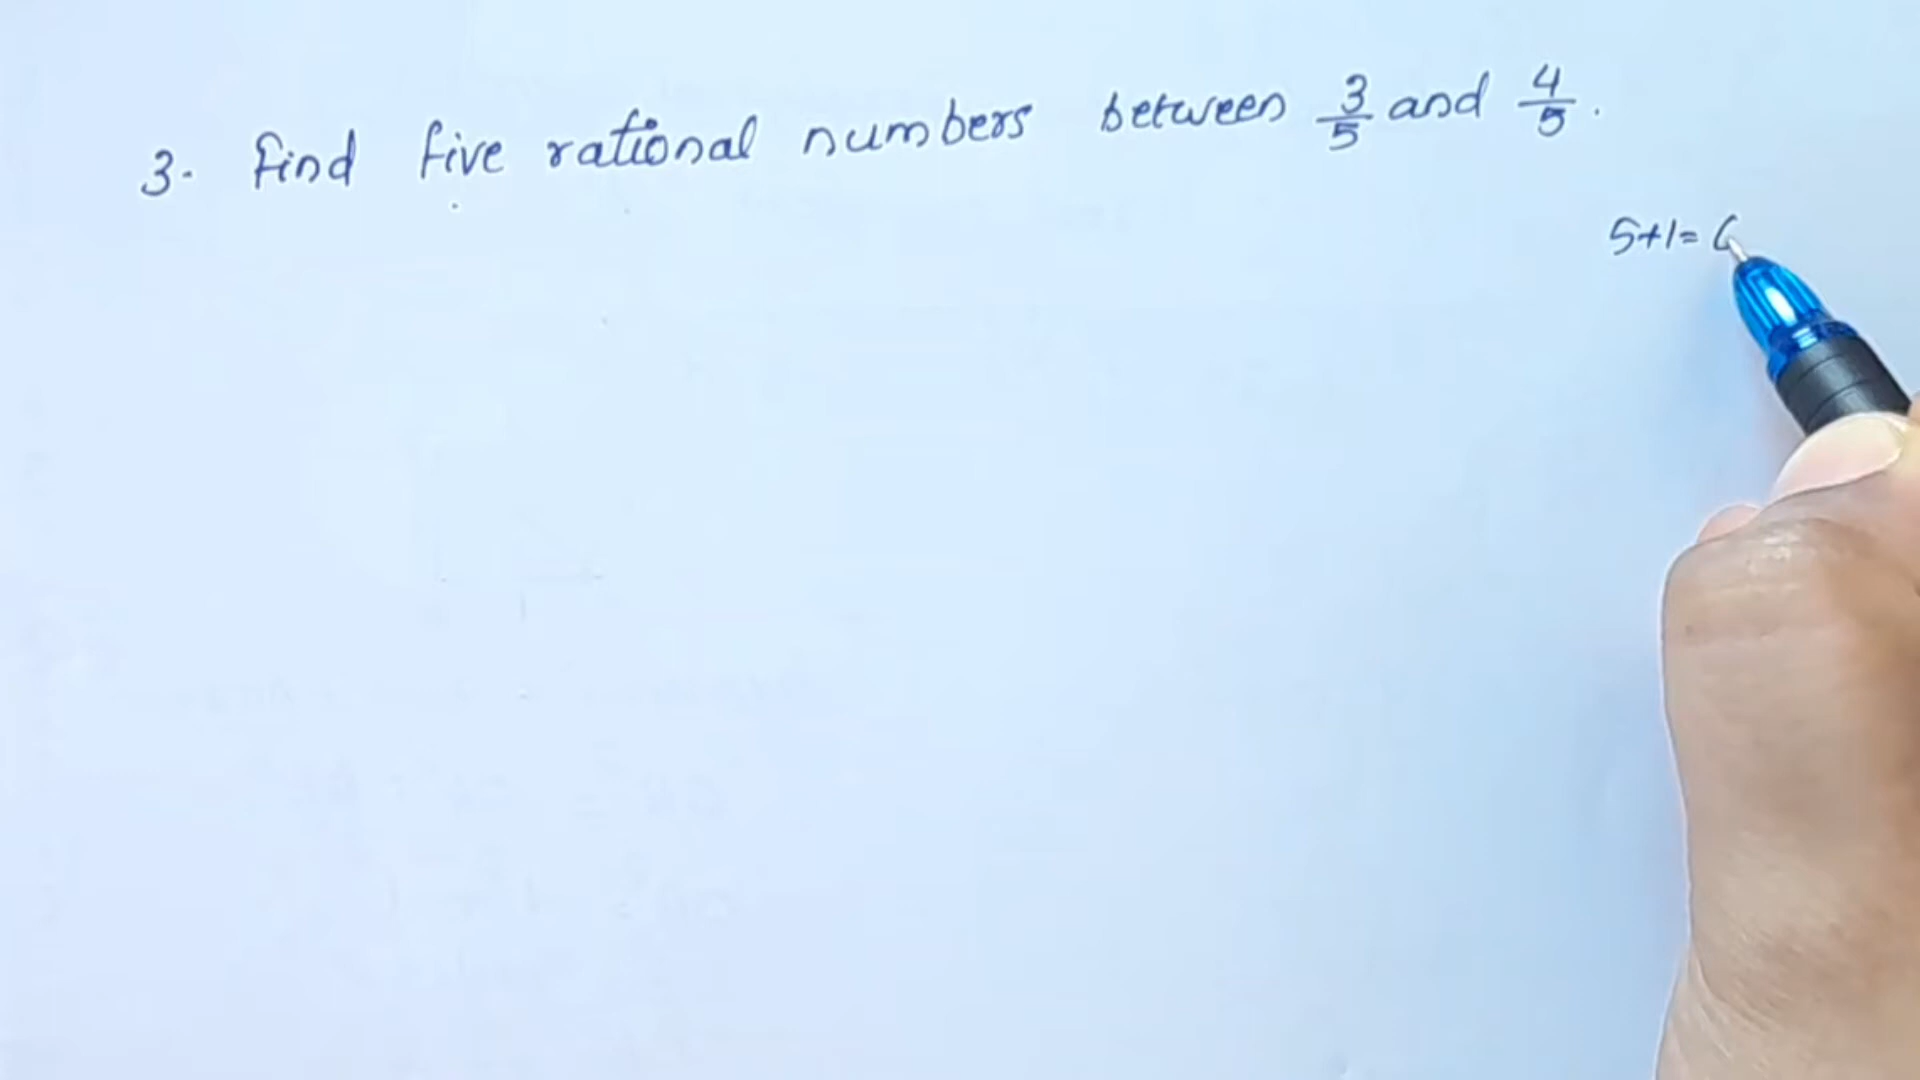 3. Find five rational numbers between 3/5 and 4/5.
5+1= 6